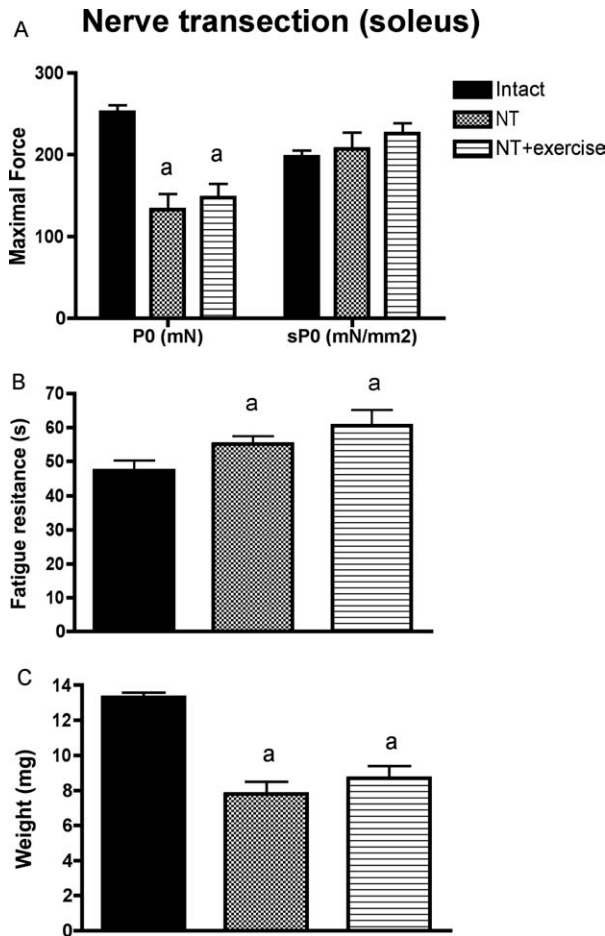 Nerve transection (soleus)
A
Maximal Force
300
200
100
0
a
a
P0 (mN)
sP0 (mN/mm2)
Intact
NT
NT+exercise
B
Fatigue resitance (s)
70
60
50
40
30
20
10
0
a
a
C
Weight (mg)
14
12
10
8
6
4
2
0
a
a